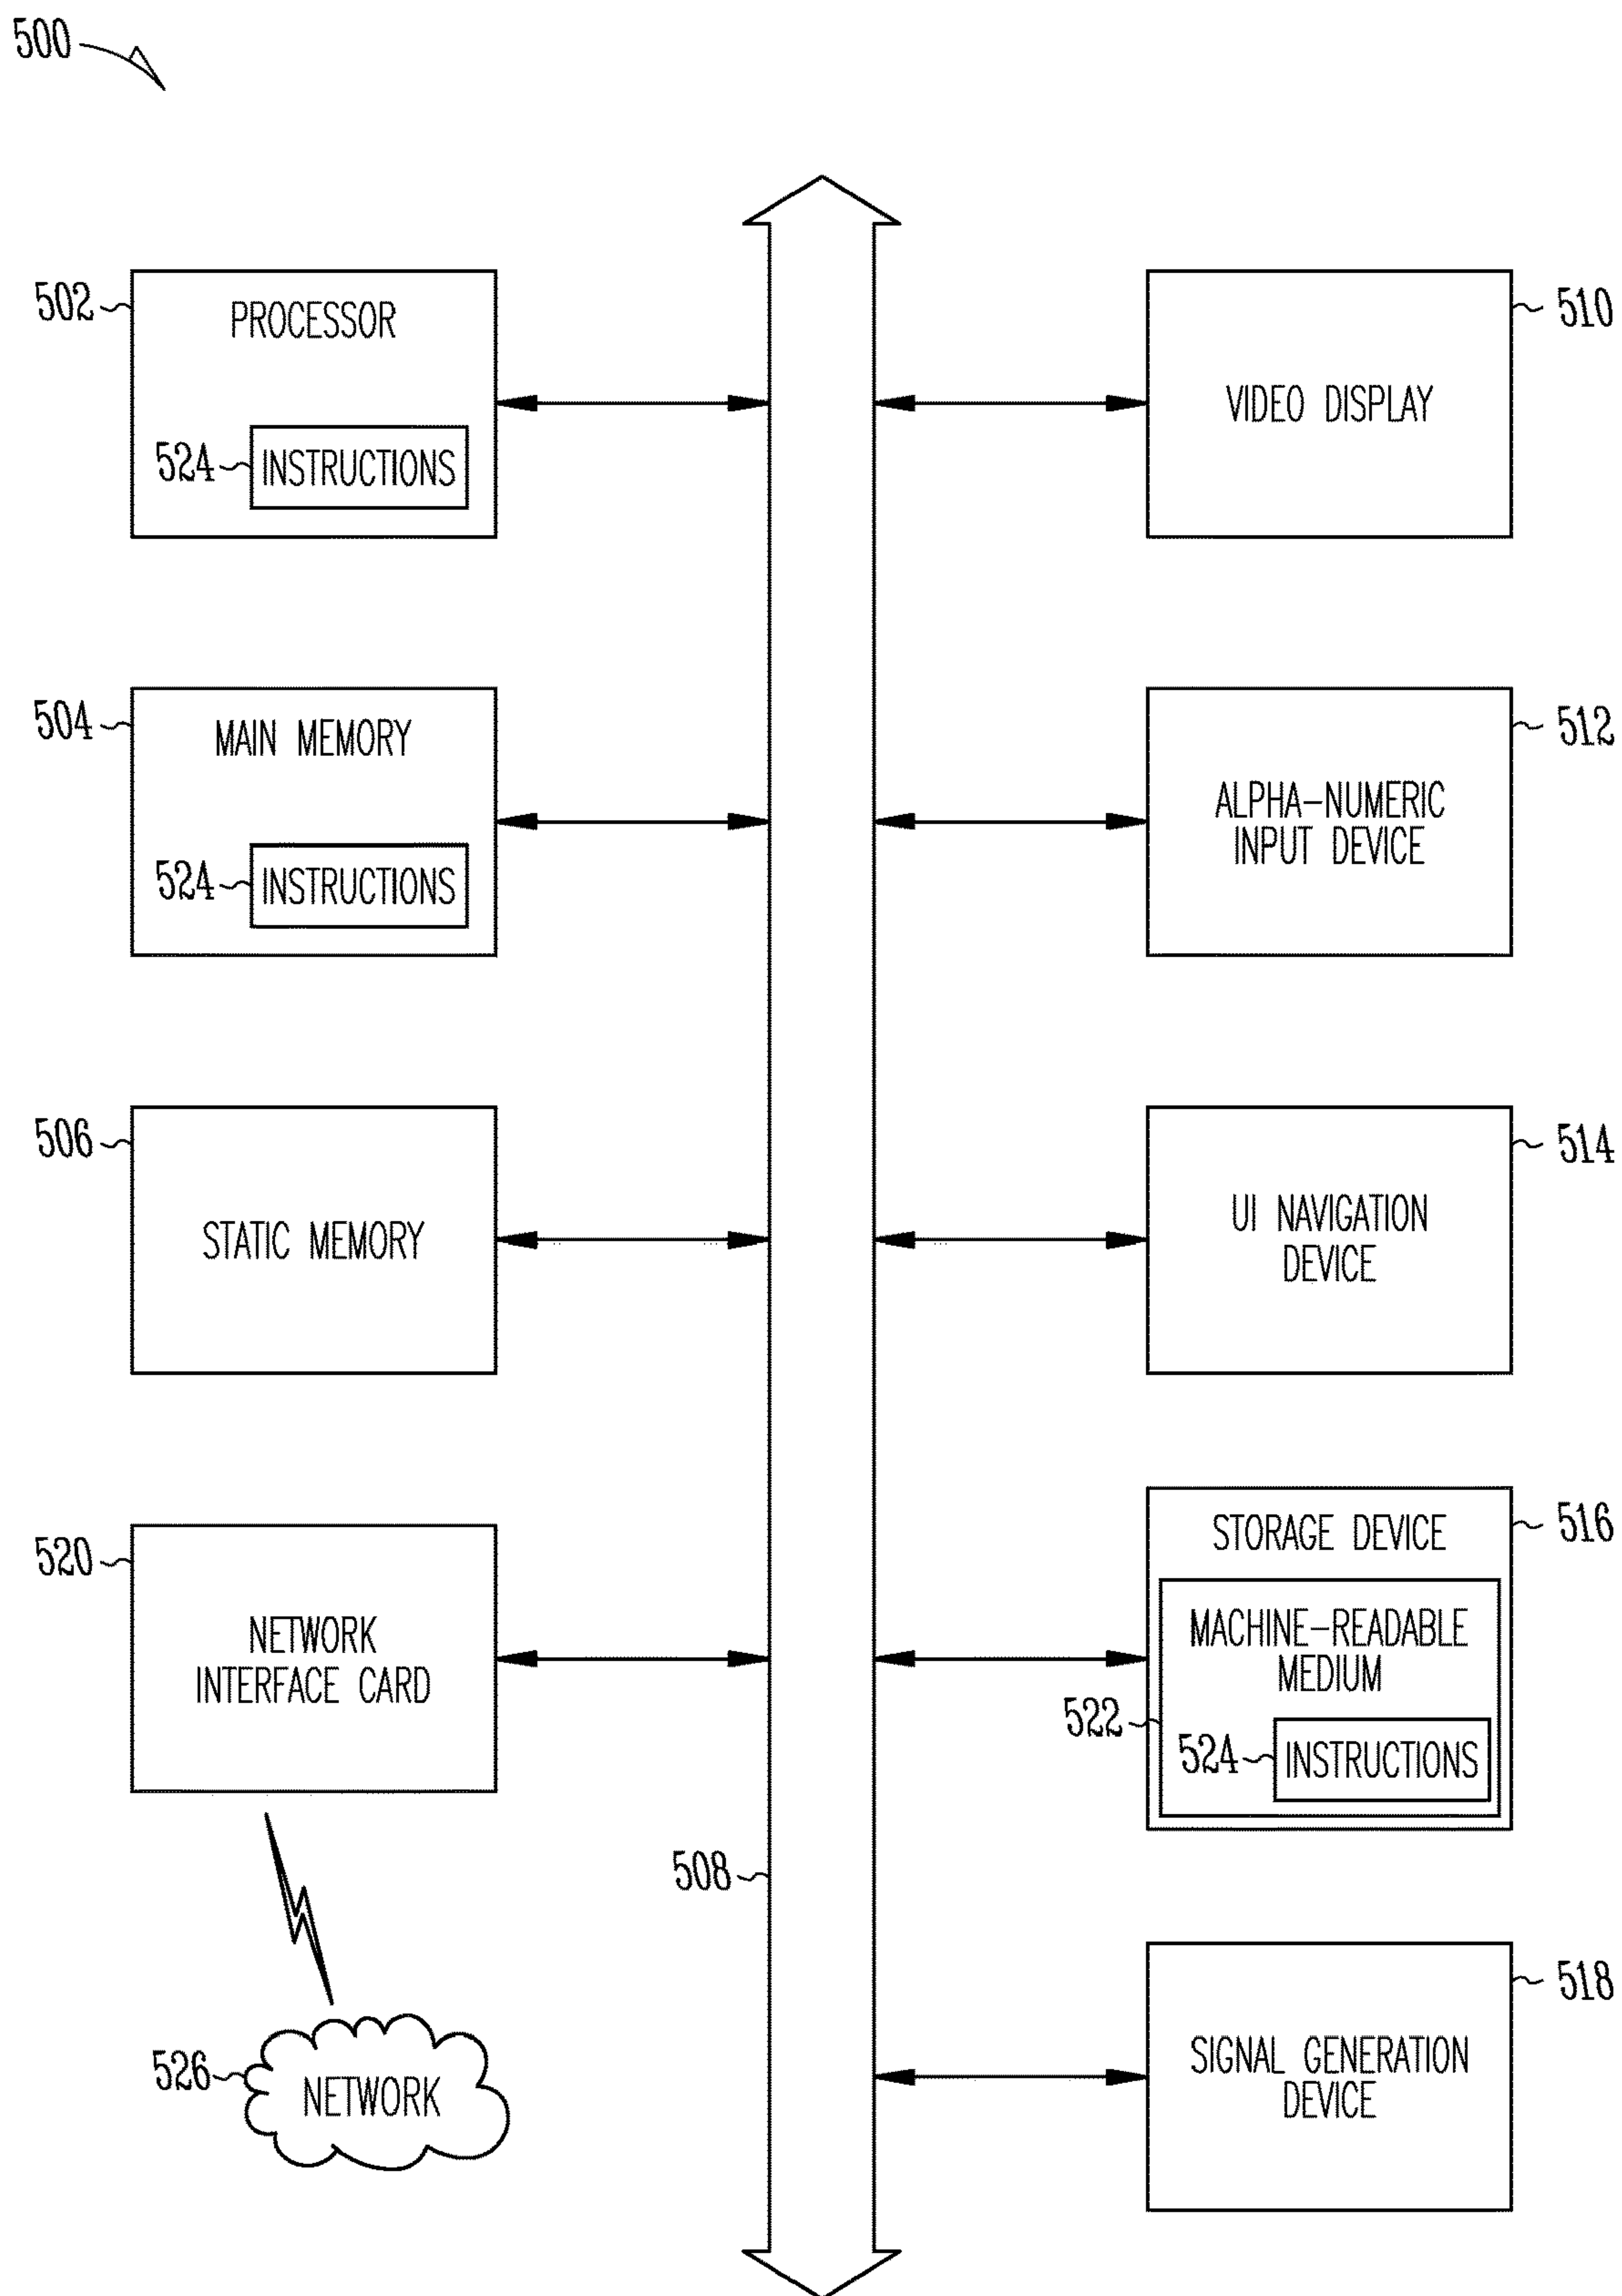 500
502
PROCESSOR
524
INSTRUCTIONS
504
MAIN MEMORY
524
INSTRUCTIONS
506
STATIC MEMORY
520
NETWORK
INTERFACE CARD
526
NETWORK
508
510
VIDEO DISPLAY
512
ALPHA-NUMERIC
INPUT DEVICE
514
UI NAVIGATION
DEVICE
516
STORAGE DEVICE
MACHINE-READABLE
MEDIUM
522
524
INSTRUCTIONS
518
SIGNAL GENERATION
DEVICE